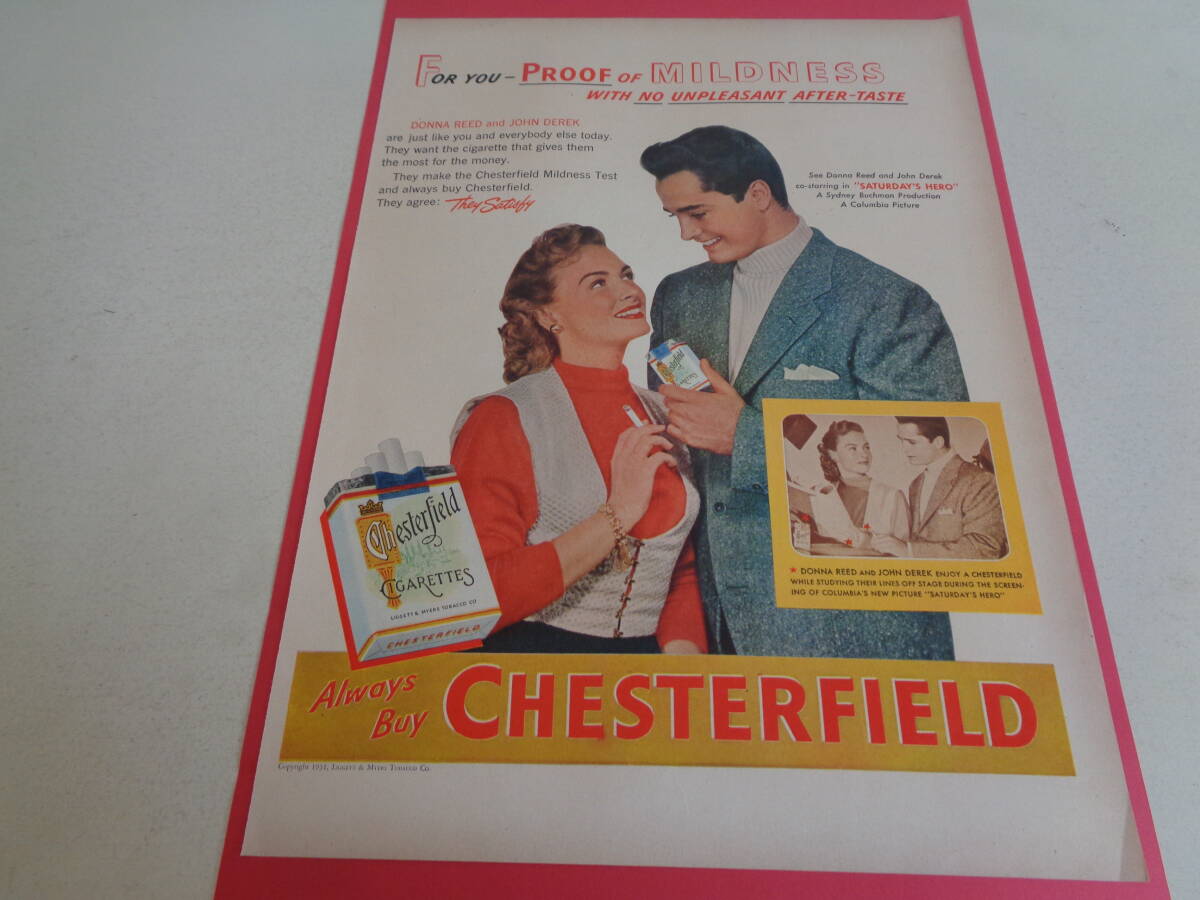 FOR YOU – PROOF OF MILDNESS
WITH NO UNPLEASANT AFTER-TASTE
DONNA REED and JOHN DEREK
are just like you and everybody else today.
They want the cigarette that gives them
the most for the money.
They make the Chesterfield Mildness Test
and always buy Chesterfield.
They agree: They Satisfy
See Donna Reed and John Derek
co-starring in "SATURDAY'S HERO"
A Sydney Buchman Production
A Columbia Picture
Chesterfield
CIGARETTES
Chesterfield
CIGARETTES
LIGGETT & MYERS TOBACCO CO
CHESTERFIELD
★ DONNA REED AND JOHN DEREK ENJOY A CHESTERFIELD
WHILE STUDYING THEIR LINES OFF STAGE DURING THE SCREEN-
ING OF COLUMBIA'S NEW PICTURE "SATURDAY'S HERO"
Always
Buy CHESTERFIELD
Copyright 1951, LIGGETT & MYERS TOBACCO CO.